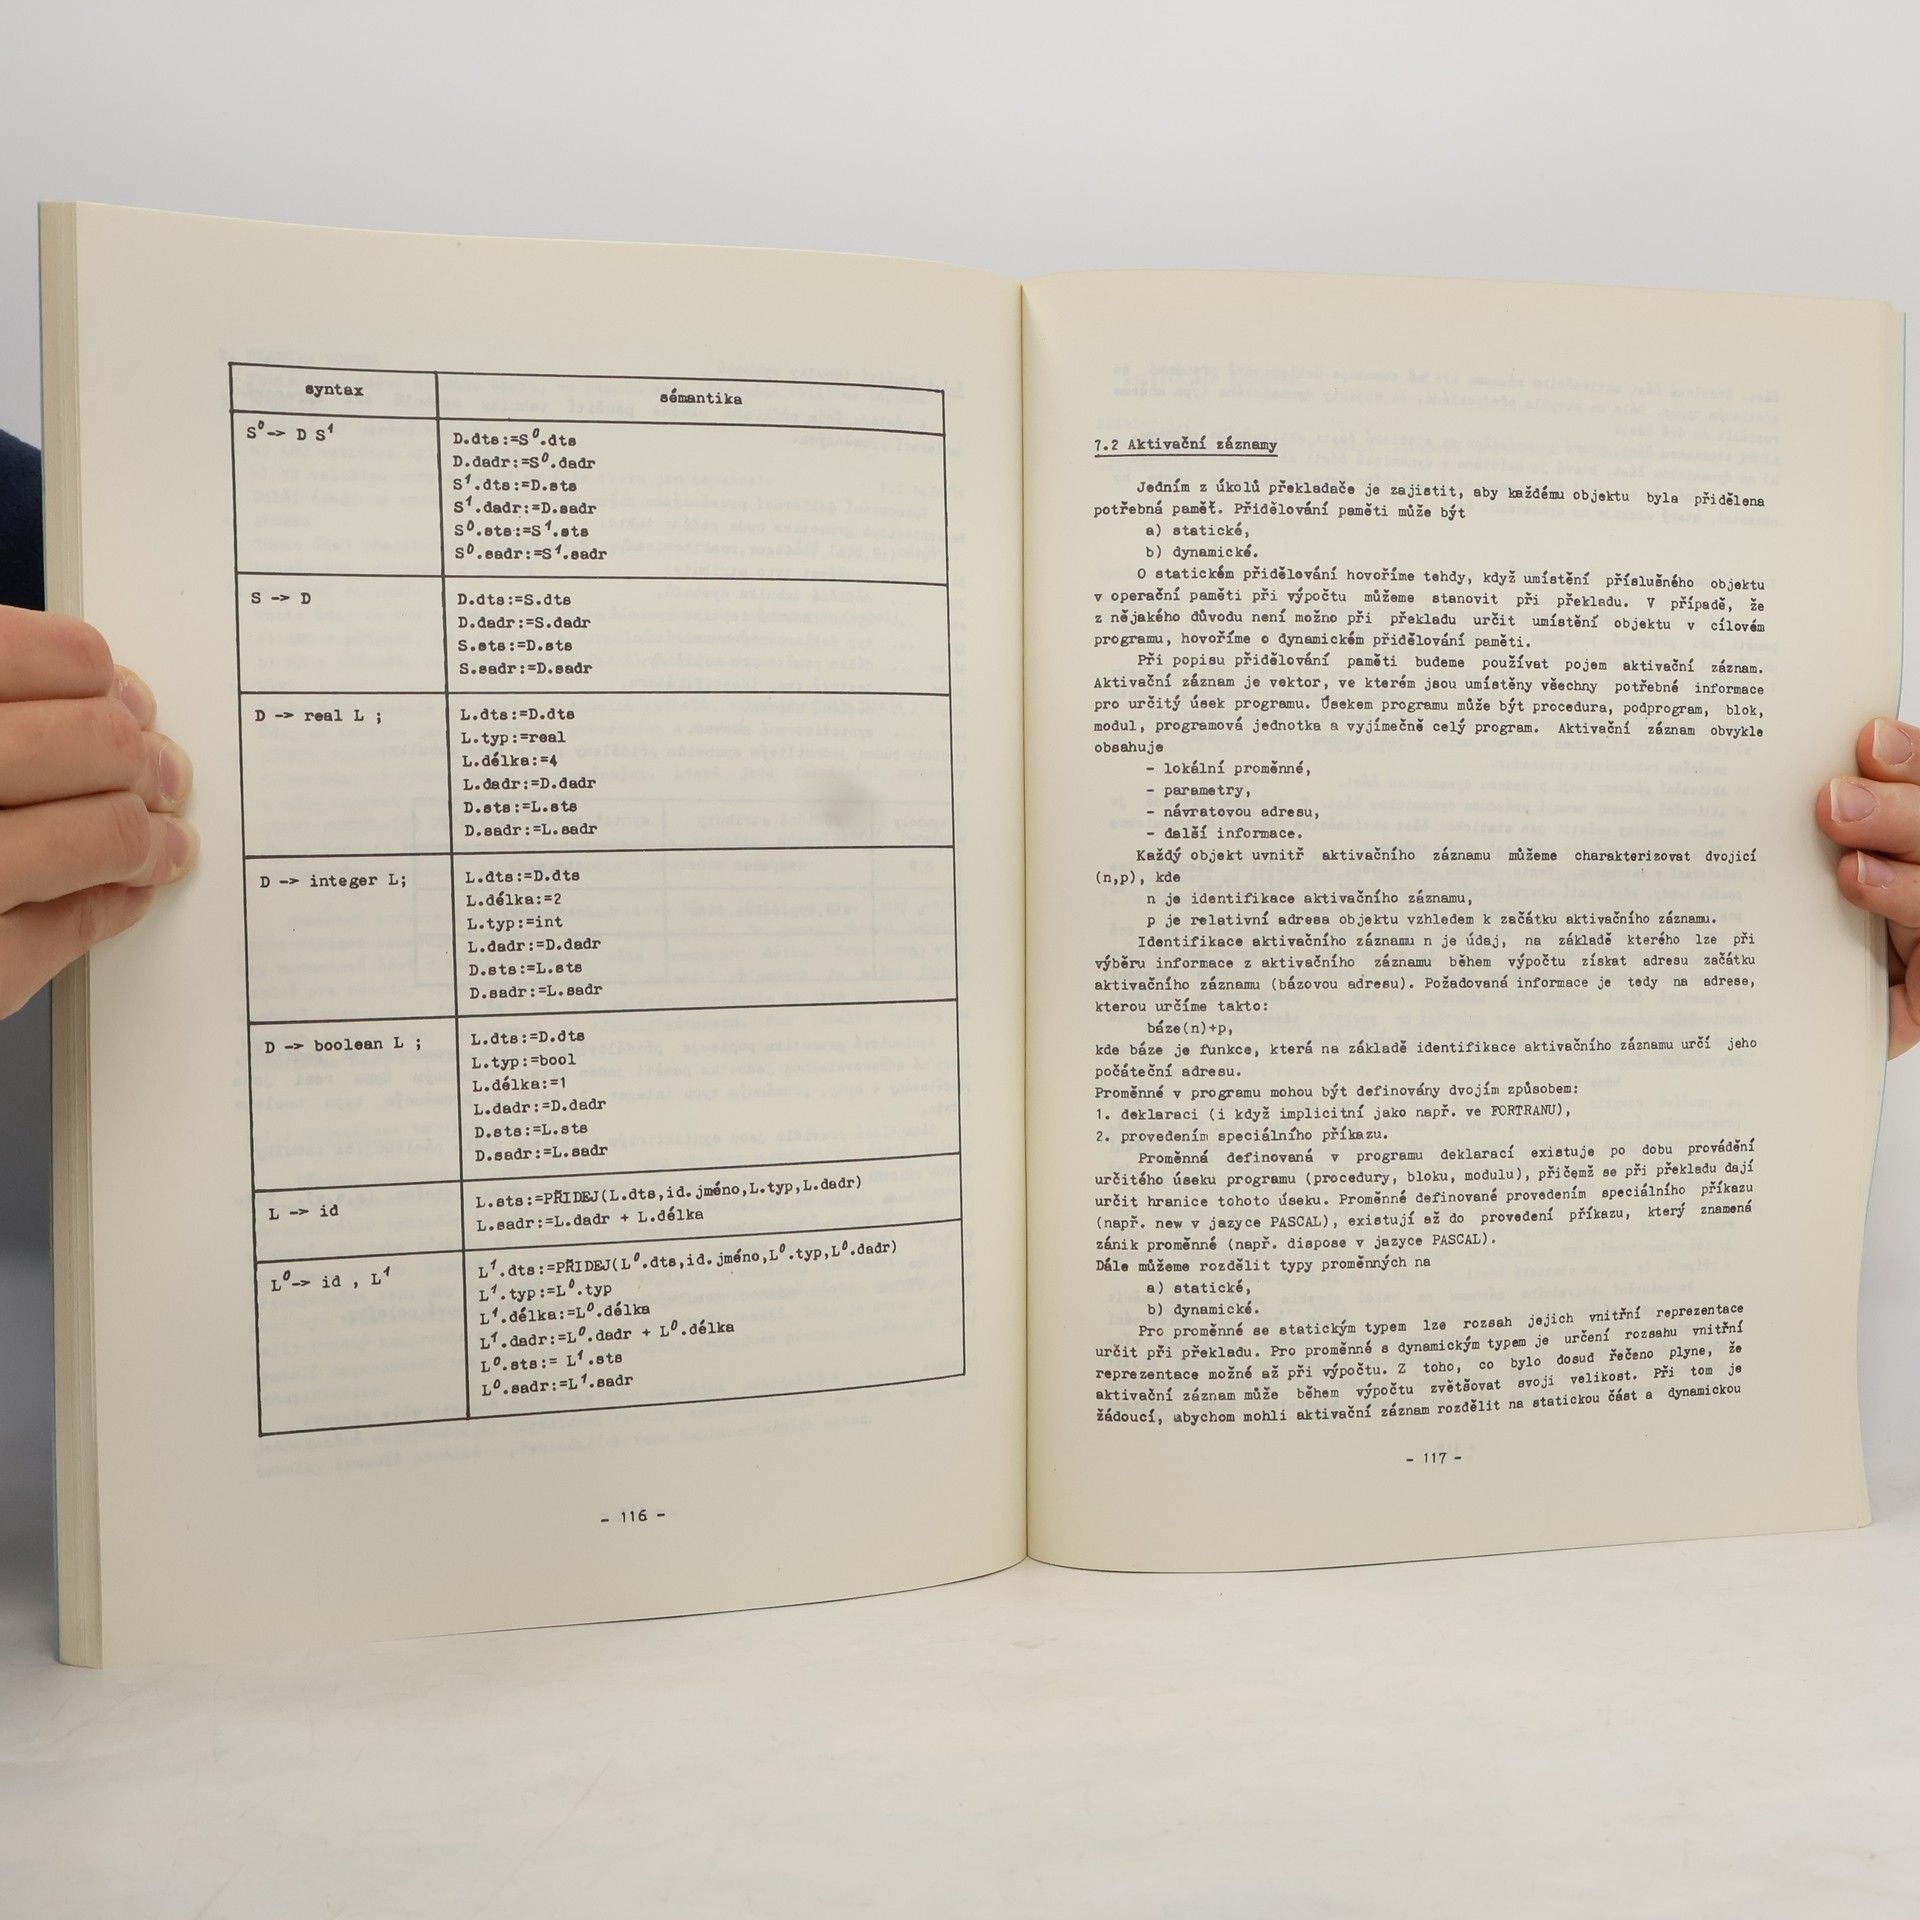 syntax sémantika
S⁰-> D S¹
D.dts:=S⁰.dts
D.dadr:=S⁰.dadr
S¹.dts:=D.sts
S¹.dadr:=D.sadr
S⁰.sts:=S¹.sts
S⁰.sadr:=S¹.sadr
S -> D
D.dts:=S.dts
D.dadr:=S.dadr
S.sts:=D.sts
S.sadr:=D.sadr
D -> real L ;
L.dts:=D.dts
L.typ:=real
L.délka:=4
L.dadr:=D.dadr
D.sts:=L.sts
D.sadr:=L.sadr
D -> integer L;
L.dts:=D.dts
L.délka:=2
L.typ:=int
L.dadr:=D.dadr
D.sts:=L.sts
D.sadr:=L.sadr
D -> boolean L ;
L.dts:=D.dts
L.typ:=bool
L.délka:=1
L.dadr:=D.dadr
D.sts:=L.sts
D.sadr:=L.sadr
L -> id
L.sts:=PŘIDEJ(L.dts,id.jméno,L.typ,L.dadr)
L.sadr:=L.dadr + L.délka
L⁰-> id , L¹
L¹.dts:=PŘIDEJ(L⁰.dts,id.jméno,L⁰.typ,L⁰.dadr)
L¹.typ:=L⁰.typ
L¹.délka:=L⁰.délka
L¹.dadr:=L⁰.dadr + L⁰.délka
L⁰.sts:= L¹.sts
L⁰.sadr:=L¹.sadr
- 116 -
7.2 Aktivační záznamy
Jedním z úkolů překladače je zajistit, aby každému objektu byla přidělena
potřebná paměť. Přidělování paměti může být
a) statické,
b) dynamické.
O statickém přidělování hovoříme tehdy, když umístění příslušného objektu
v operační paměti při výpočtu můžeme stanovit při překladu. V případě, že
z nějakého důvodu není možno při překladu určit umístění objektu v cílovém
programu, hovoříme o dynamickém přidělování paměti.
Při popisu přidělování paměti budeme používat pojem aktivační záznam.
Aktivační záznam je vektor, ve kterém jsou umístěny všechny potřebné informace
pro určitý úsek programu. Úsekem programu může být procedura, podprogram, blok,
modul, programová jednotka a vyjímečně celý program. Aktivační záznam obvykle
obsahuje
- lokální proměnné,
- parametry,
- návratovou adresu,
- další informace.
Každý objekt uvnitř aktivačního záznamu můžeme charakterizovat dvojicí
(n,p), kde
n je identifikace aktivačního záznamu,
p je relativní adresa objektu vzhledem k začátku aktivačního záznamu.
Identifikace aktivačního záznamu n je údaj, na základě kterého lze při
výběru informace z aktivačního záznamu během výpočtu získat adresu začátku
aktivačního záznamu (bázovou adresu). Požadovaná informace je tedy na adrese,
kterou určíme takto:
báze(n)+p,
kde báze je funkce, která na základě identifikace aktivačního záznamu určí jeho
počáteční adresu.
Proměnné v programu mohou být definovány dvojím způsobem:
1. deklaraci (i když implicitní jako např. ve FORTRANU),
2. provedením speciálního příkazu.
Proměnná definovaná v programu deklarací existuje po dobu provádění
určitého úseku programu (procedury, bloku, modulu), přičemž se při překladu dají
určit hranice tohoto úseku. Proměnné definované provedením speciálního příkazu
(např. new v jazyce PASCAL), existují až do provedení příkazu, který znamená
zánik proměnné (např. dispose v jazyce PASCAL).
Dále můžeme rozdělit typy proměnných na
a) statické,
b) dynamické.
Pro proměnné se statickým typem lze rozsah jejich vnitřní reprezentace
určit při překladu. Pro proměnné s dynamickým typem je určení rozsahu vnitřní
reprezentace možné až při výpočtu. Z toho, co bylo dosud řečeno plyne, že
aktivační záznam může během výpočtu zvětšovat svoji velikost. Při tom je
žádoucí, abychom mohli aktivační záznam rozdělit na statickou část a dynamickou
- 117 -